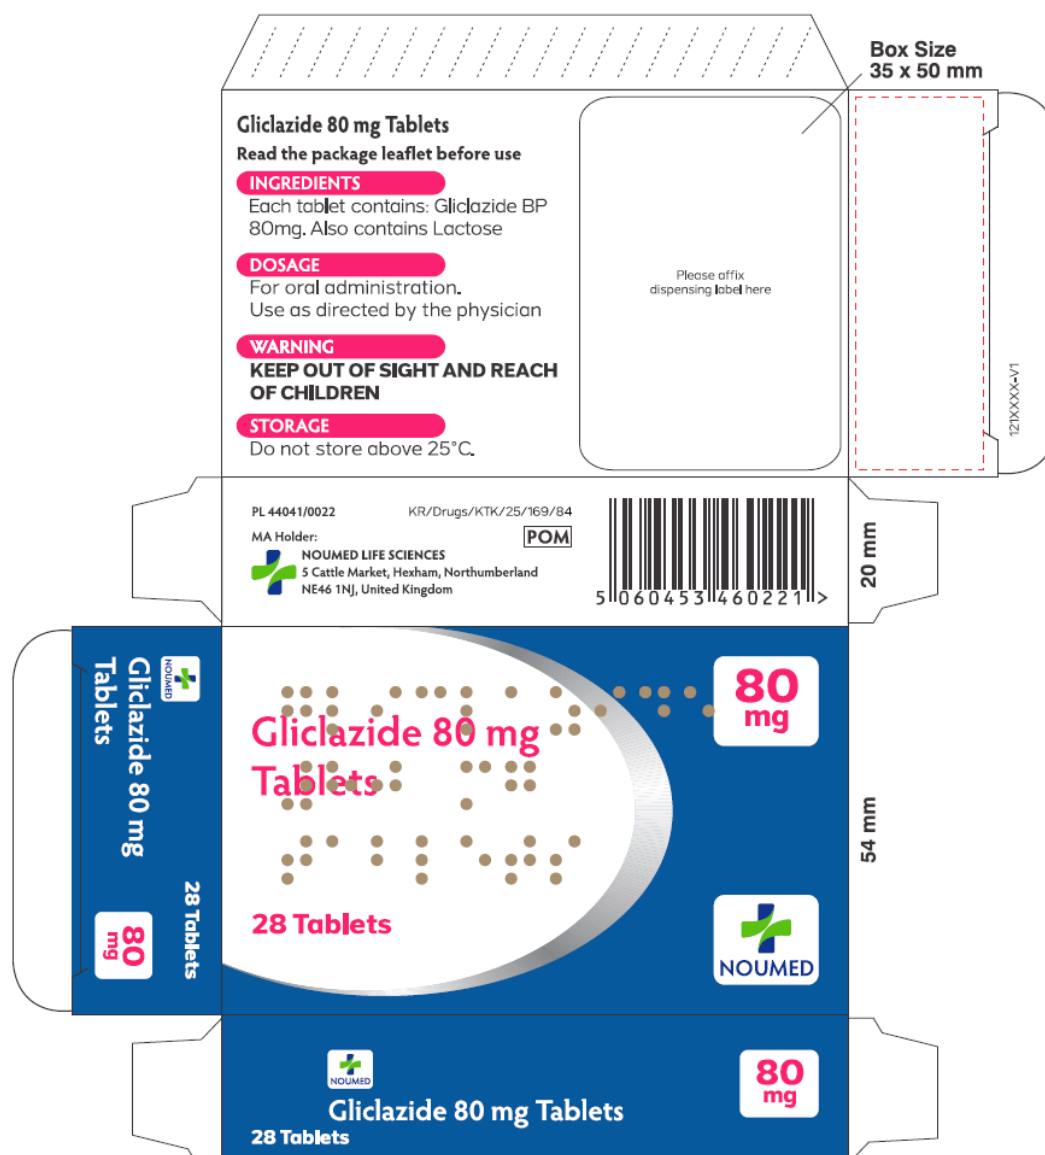 Box Size
35 x 50 mm
Gliclazide 80 mg Tablets
Read the package leaflet before use
INGREDIENTS
Each tablet contains: Gliclazide BP
80mg. Also contains Lactose
DOSAGE
For oral administration.
Use as directed by the physician
WARNING
KEEP OUT OF SIGHT AND REACH
OF CHILDREN
STORAGE
Do not store above 25°C.
Please affix
dispensing label here
121XXXX-V1
PL 44041/0022
KR/Drugs/KTK/25/169/84
MA Holder:
POM
NOUMED LIFE SCIENCES
5 Cattle Market, Hexham, Northumberland
NE46 1NJ, United Kingdom
5 060453 460221 >
20 mm
NOUMED
Gliclazide 80 mg
Tablets
28 Tablets
80
mg
Gliclazide 80 mg
Tablets
28 Tablets
80
mg
NOUMED
54 mm
NOUMED
Gliclazide 80 mg Tablets
28 Tablets
80
mg